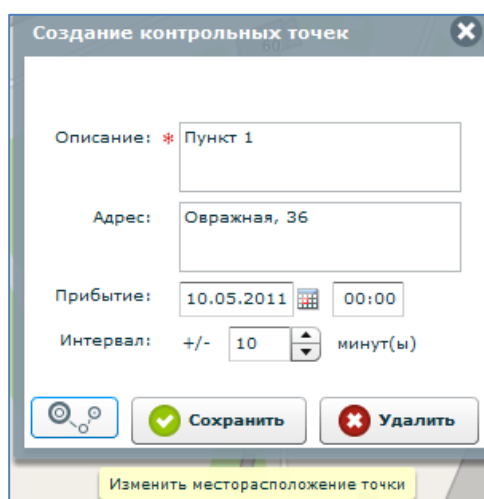 Создание контрольных точек
60
Описание: * Пункт 1
Адрес: Овражная, 36
Прибытие: 10.05.2011 00:00
Интервал: +/- 10 минут(ы)
Сохранить Удалить
Изменить месторасположение точки